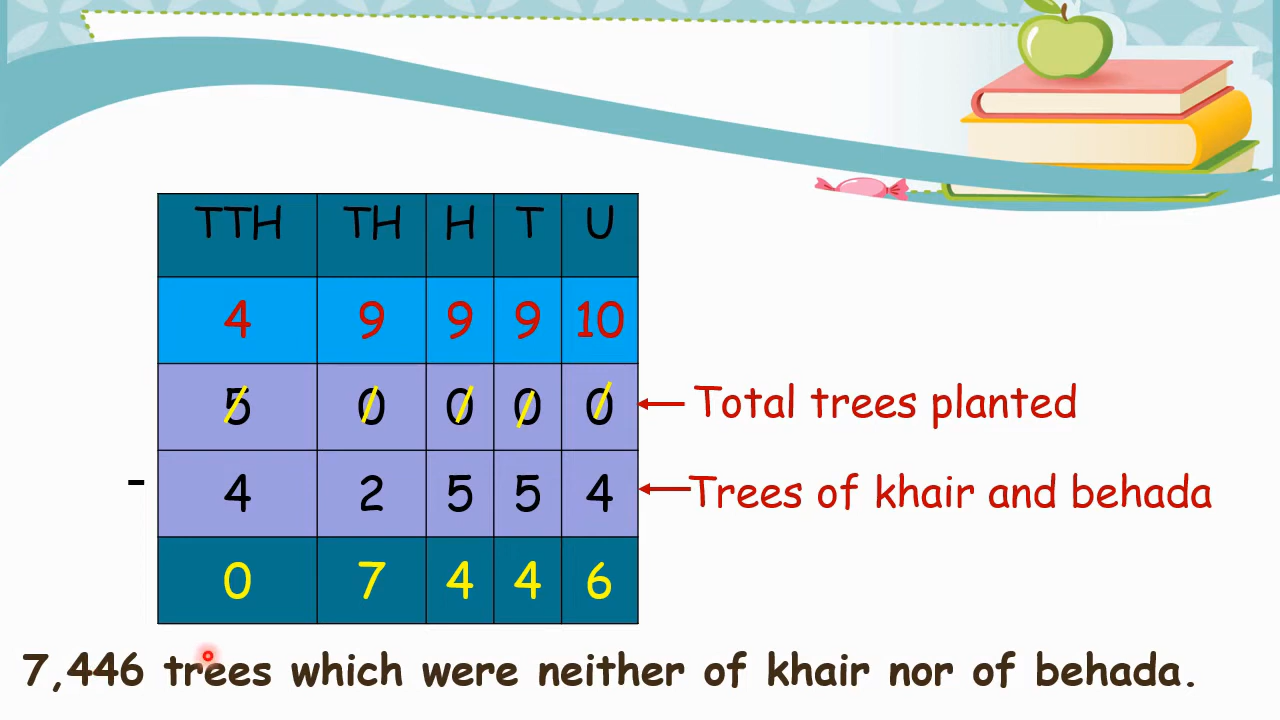 TTH TH H T U
4 9 9 9 10
5 0 0 0 0 Total trees planted
- 4 2 5 5 4 Trees of khair and behada
0 7 4 4 6
7,446 trees which were neither of khair nor of behada.